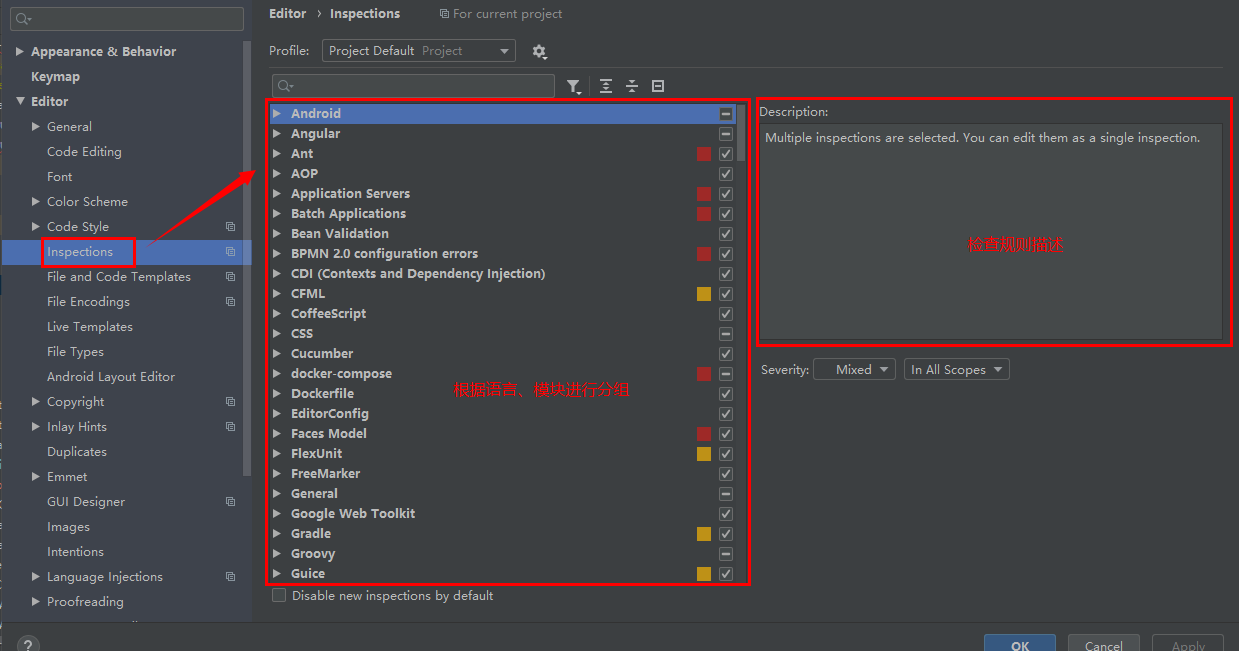 Editor › Inspections
For current project
Appearance & Behavior
Keymap
Editor
General
Code Editing
Font
Color Scheme
Code Style
Inspections
File and Code Templates
File Encodings
Live Templates
File Types
Android Layout Editor
Copyright
Inlay Hints
Duplicates
Emmet
GUI Designer
Images
Intentions
Language Injections
Proofreading
?
Profile:
Project Default Project
Android
Angular
Ant
AOP
Application Servers
Batch Applications
Bean Validation
BPMN 2.0 configuration errors
CDI (Contexts and Dependency Injection)
CFML
CoffeeScript
CSS
Cucumber
docker-compose
Dockerfile
EditorConfig
Faces Model
FlexUnit
FreeMarker
General
Google Web Toolkit
Gradle
Groovy
Guice
根据语言、模块进行分组
Disable new inspections by default
Description:
Multiple inspections are selected. You can edit them as a single inspection.
检查规则描述
Severity:
Mixed
In All Scopes
OK
Cancel
Apply